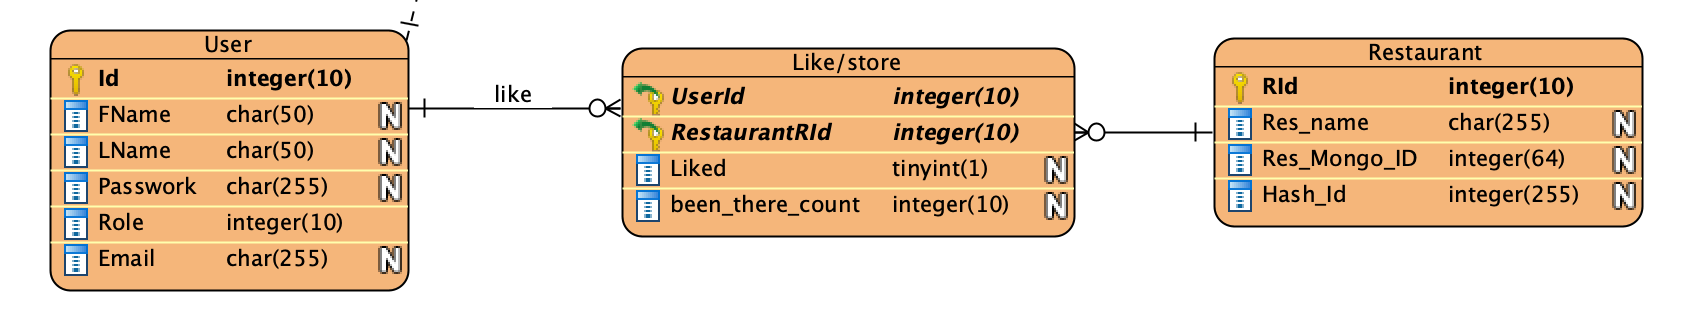 User
Id integer(10)
FName char(50) N
LName char(50) N
Passwork char(255) N
Role integer(10)
Email char(255) N
like
Like/store
UserId integer(10)
RestaurantRId integer(10)
Liked tinyint(1) N
been_there_count integer(10) N
Restaurant
RId integer(10)
Res_name char(255) N
Res_Mongo_ID integer(64) N
Hash_Id integer(255) N